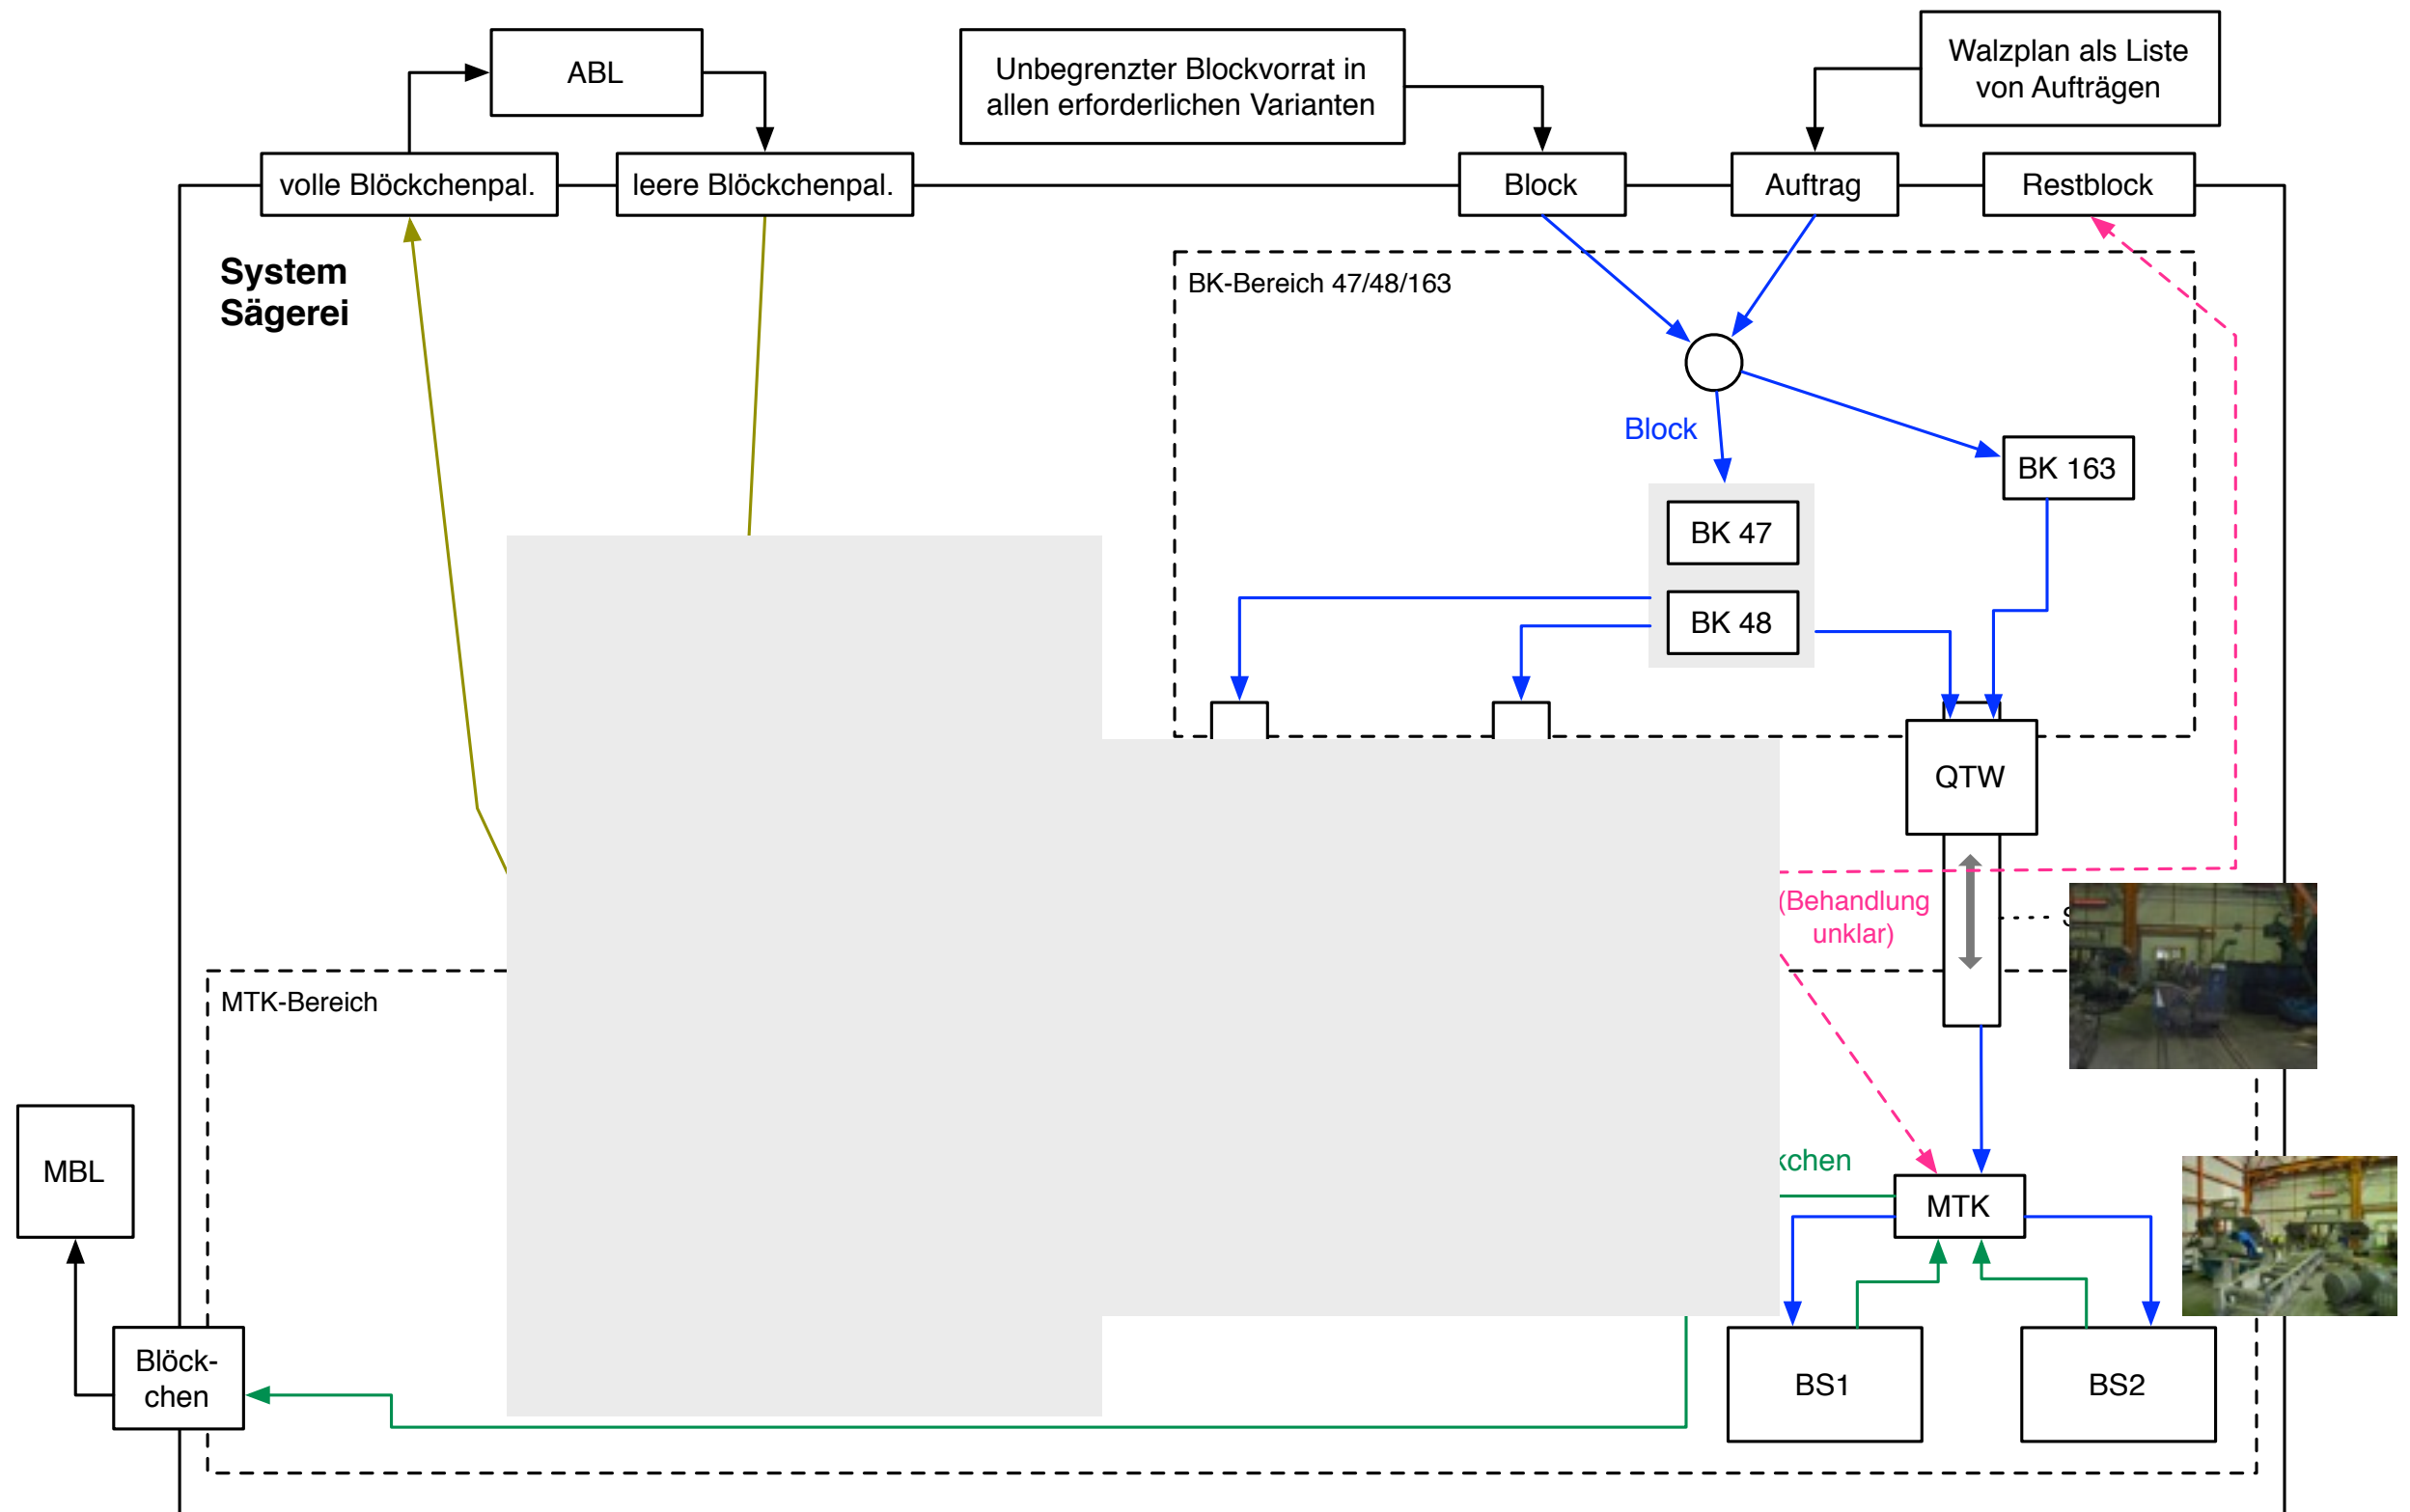 ABL
Unbegrenzter Blockvorrat in
allen erforderlichen Varianten
Walzplan als Liste
von Aufträgen
volle Blöckchenpal.
leere Blöckchenpal.
Block
Auftrag
Restblock
System
Sägerei
BK-Bereich 47/48/163
Block
BK 163
BK 47
BK 48
QTW
(Behandlung
unklar)
MTK-Bereich
MBL
kchen
MTK
Blöck-
chen
BS1
BS2